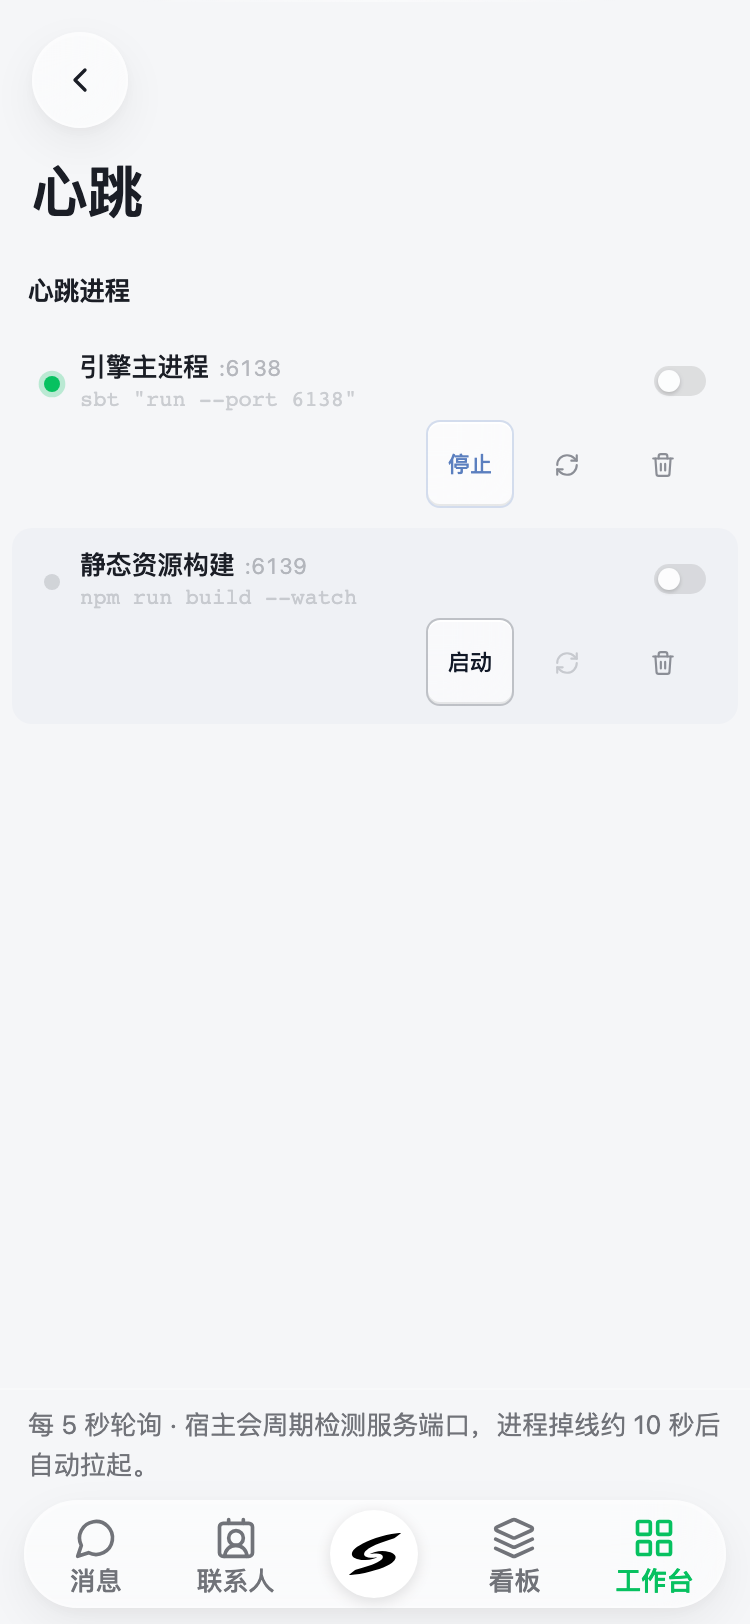 心跳
心跳进程
引擎主进程 :6138
sbt "run --port 6138"
停止
静态资源构建 :6139
npm run build --watch
启动
每 5 秒轮询 · 宿主会周期检测服务端口，进程掉线约 10 秒后
自动拉起。
消息 联系人 看板 工作台